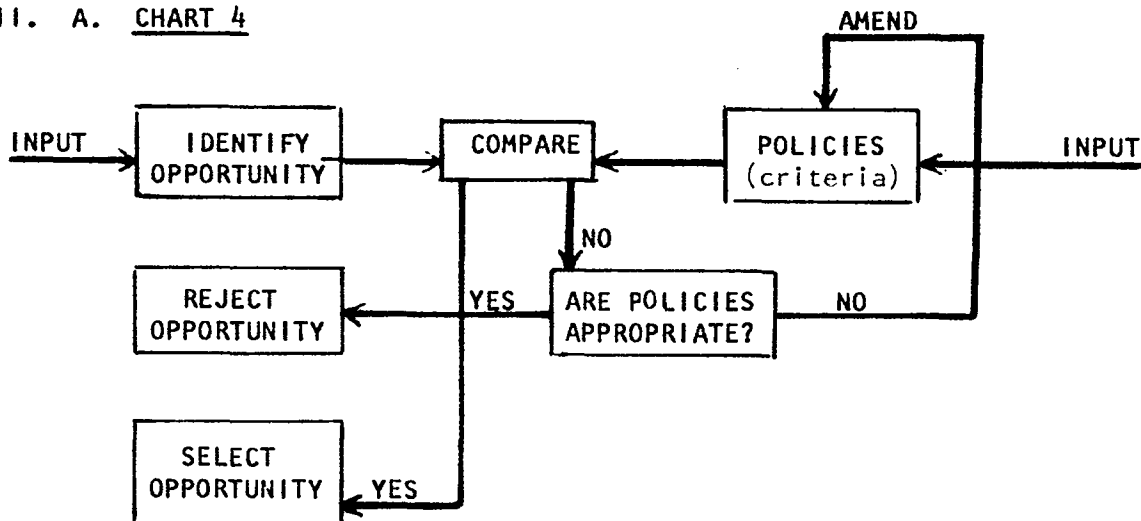 II. A. CHART 4
AMEND
INPUT
IDENTIFY
OPPORTUNITY
COMPARE
POLICIES
(criteria)
INPUT
NO
REJECT
OPPORTUNITY
YES
ARE POLICIES
APPROPRIATE?
NO
SELECT
OPPORTUNITY
YES